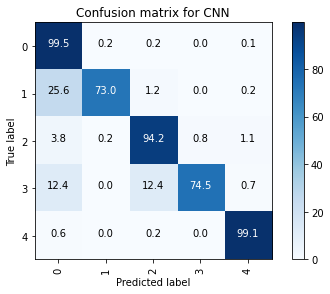 Confusion matrix for CNN
0 99.5 0.2 0.2 0.0 0.1
1 25.6 73.0 1.2 0.0 0.2
2 3.8 0.2 94.2 0.8 1.1
3 12.4 0.0 12.4 74.5 0.7
4 0.6 0.0 0.2 0.0 99.1
0 1 2 3 4
True label
Predicted label
80
60
40
20
0